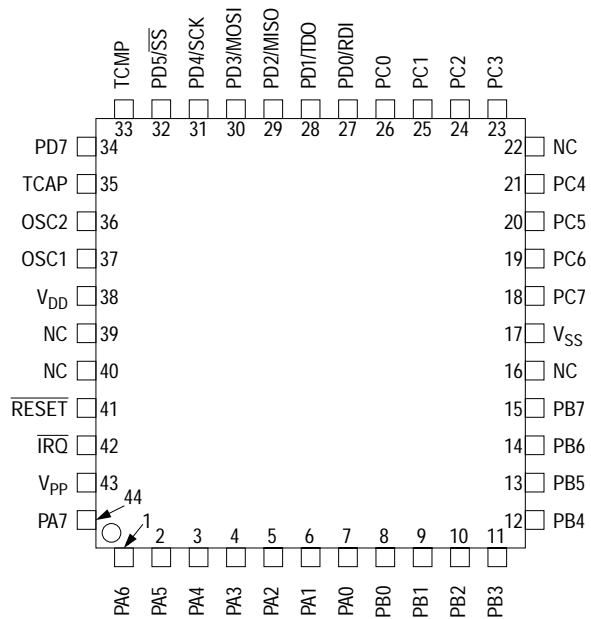 TCMP PD5/S̅S̅ PD4/SCK PD3/MOSI PD2/MISO PD1/TDO PD0/RDI PC0 PC1 PC2 PC3
33 32 31 30 29 28 27 26 25 24 23
PD7 34 22 NC
TCAP 35 21 PC4
OSC2 36 20 PC5
OSC1 37 19 PC6
VDD 38 18 PC7
NC 39 17 VSS
NC 40 16 NC
R̅E̅S̅E̅T̅ 41 15 PB7
I̅R̅Q̅ 42 14 PB6
VPP 43 13 PB5
44
PA7 12 PB4
1 2 3 4 5 6 7 8 9 10 11
PA6 PA5 PA4 PA3 PA2 PA1 PA0 PB0 PB1 PB2 PB3